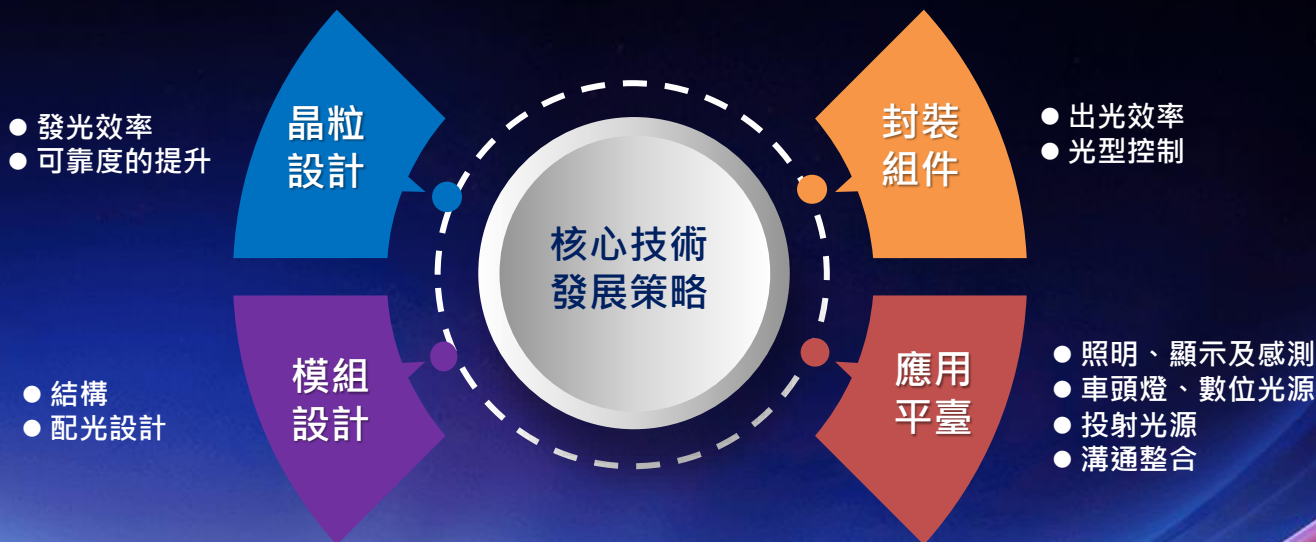 核心技術
發展策略
晶粒
設計
● 發光效率
● 可靠度的提升
封裝
組件
● 出光效率
● 光型控制
模組
設計
● 結構
● 配光設計
應用
平臺
● 照明、顯示及感測
● 車頭燈、數位光源
● 投射光源
● 溝通整合